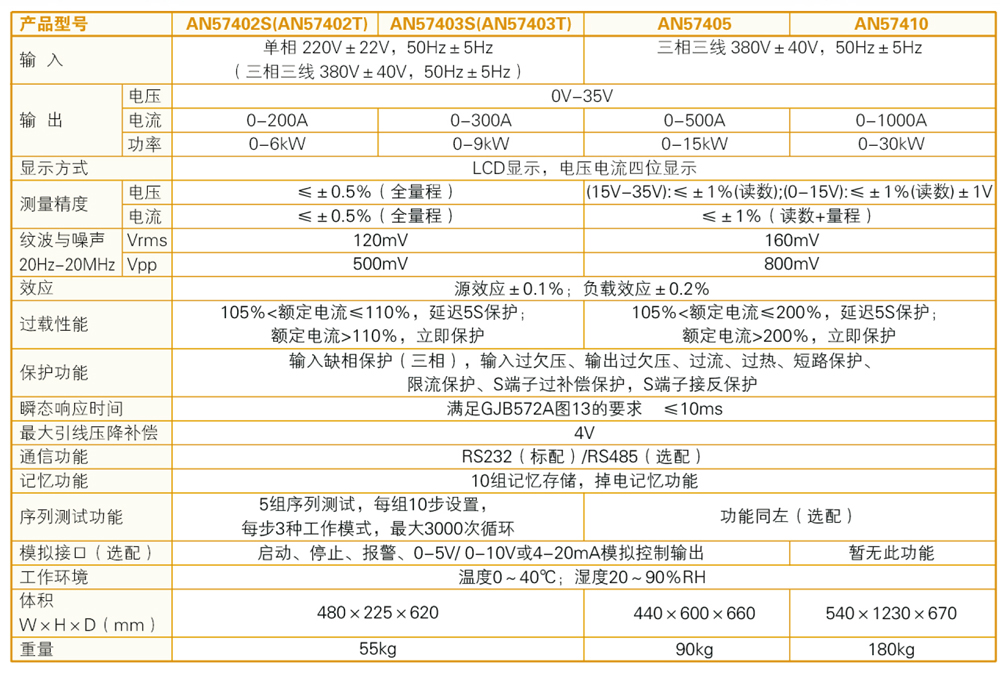 产品型号 AN57402S(AN57402T) AN57403S(AN57403T) AN57405 AN57410
输 入 单相 220V±22V，50Hz±5Hz 三相三线 380V±40V，50Hz±5Hz
（三相三线 380V±40V，50Hz±5Hz）
输 出 电压 0V-35V
电流 0-200A 0-300A 0-500A 0-1000A
功率 0-6kW 0-9kW 0-15kW 0-30kW
显示方式 LCD显示，电压电流四位显示
测量精度 电压 ≤±0.5%（全量程） (15V-35V):≤±1%(读数);(0-15V):≤±1%(读数)±1V
电流 ≤±0.5%（全量程） ≤±1%（读数+量程）
纹波与噪声 Vrms 120mV 160mV
20Hz-20MHz Vpp 500mV 800mV
效应 源效应±0.1%；负载效应±0.2%
过载性能 105%<额定电流≤110%，延迟5S保护； 105%<额定电流≤200%，延迟5S保护；
额定电流>110%，立即保护 额定电流>200%，立即保护
保护功能 输入缺相保护（三相），输入过欠压、输出过欠压、过流、过热、短路保护、
限流保护、S端子过补偿保护，S端子接反保护
瞬态响应时间 满足GJB572A图13的要求 ≤10ms
最大引线压降补偿 4V
通信功能 RS232（标配）/RS485（选配）
记忆功能 10组记忆存储，掉电记忆功能
序列测试功能 5组序列测试，每组10步设置， 功能同左（选配）
每步3种工作模式，最大3000次循环
模拟接口（选配） 启动、停止、报警、0-5V/ 0-10V或4-20mA模拟控制输出 暂无此功能
工作环境 温度0～40℃；湿度20～90%RH
体积
W×H×D（mm） 480×225×620 440×600×660 540×1230×670
重量 55kg 90kg 180kg